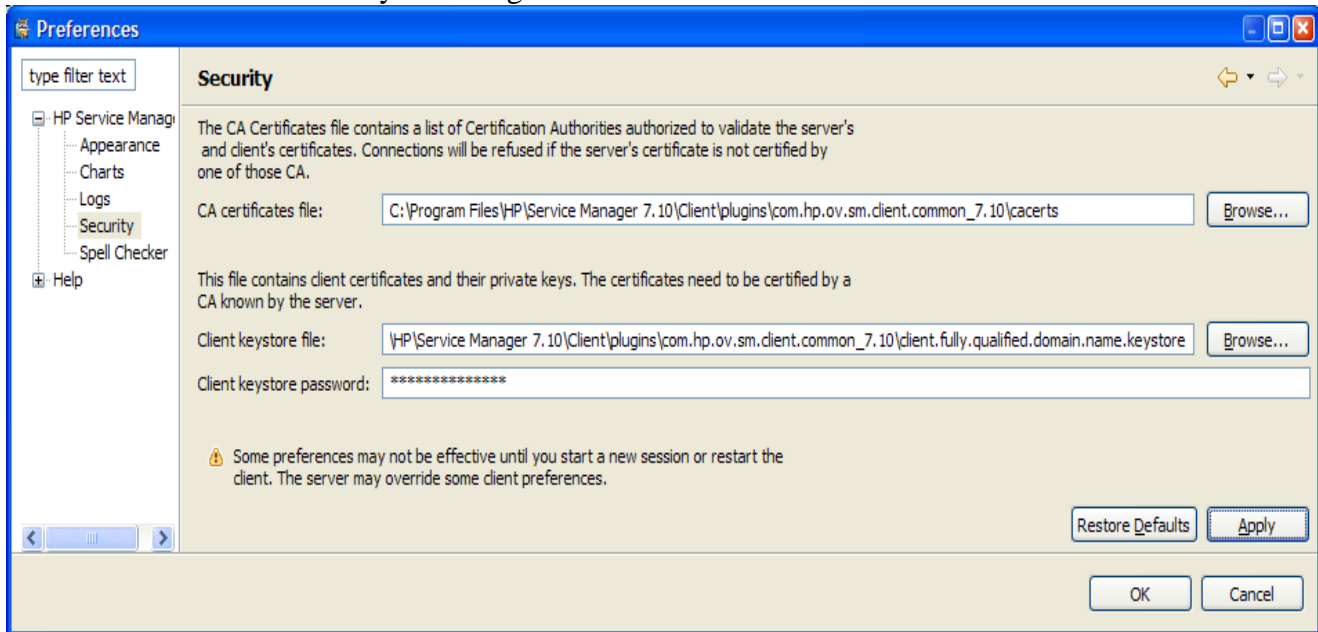 Preferences
type filter text
HP Service Manag
Appearance
Charts
Logs
Security
Spell Checker
Help
Security
The CA Certificates file contains a list of Certification Authorities authorized to validate the server's
and client's certificates. Connections will be refused if the server's certificate is not certified by
one of those CA.
CA certificates file: C:\Program Files\HP\Service Manager 7.10\Client\plugins\com.hp.ov.sm.client.common_7.10\cacerts Browse...
This file contains client certificates and their private keys. The certificates need to be certified by a
CA known by the server.
Client keystore file: \HP\Service Manager 7.10\Client\plugins\com.hp.ov.sm.client.common_7.10\client.fully.qualified.domain.name.keystore Browse...
Client keystore password: **************
Some preferences may not be effective until you start a new session or restart the
client. The server may override some client preferences.
Restore Defaults Apply
OK Cancel